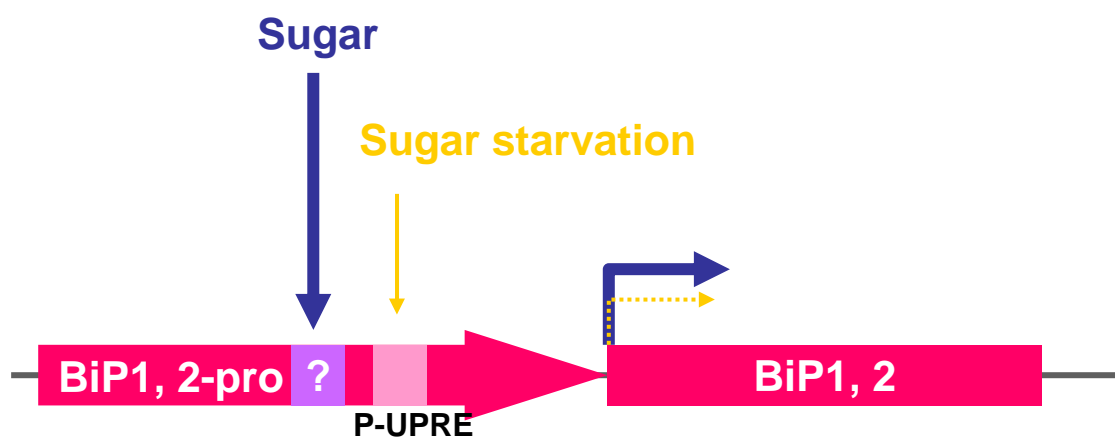 Sugar
Sugar starvation
BiP1, 2-pro ?
BiP1, 2
P-UPRE